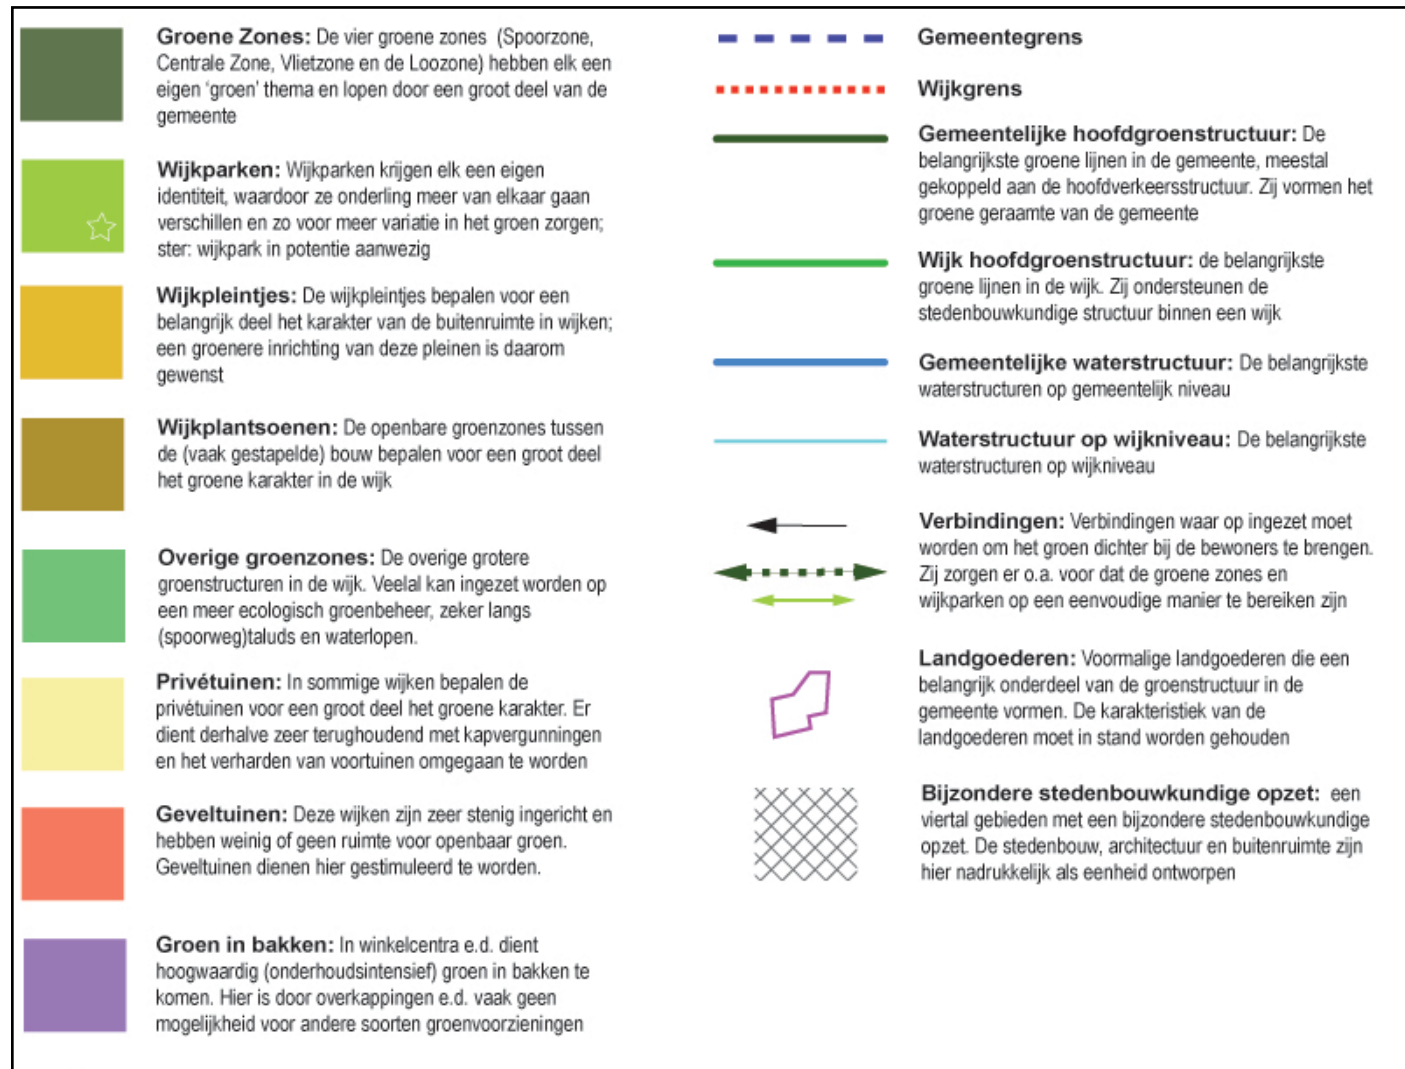 Groene Zones: De vier groene zones (Spoorzone,
Centrale Zone, Vlietzone en de Loozone) hebben elk een
eigen ‘groen’ thema en lopen door een groot deel van de
gemeente
Wijkparken: Wijkparken krijgen elk een eigen
identiteit, waardoor ze onderling meer van elkaar gaan
verschillen en zo voor meer variatie in het groen zorgen;
ster: wijkpark in potentie aanwezig
Wijkpleintjes: De wijkpleintjes bepalen voor een
belangrijk deel het karakter van de buitenruimte in wijken;
een groenere inrichting van deze pleinen is daarom
gewenst
Wijkplantsoenen: De openbare groenzones tussen
de (vaak gestapelde) bouw bepalen voor een groot deel
het groene karakter in de wijk
Overige groenzones: De overige grotere
groenstructuren in de wijk. Veelal kan ingezet worden op
een meer ecologisch groenbeheer, zeker langs
(spoorweg)taluds en waterlopen.
Privétuinen: In sommige wijken bepalen de
privétuinen voor een groot deel het groene karakter. Er
dient derhalve zeer terughoudend met kapvergunningen
en het verharden van voortuinen omgegaan te worden
Geveltuinen: Deze wijken zijn zeer stenig ingericht en
hebben weinig of geen ruimte voor openbaar groen.
Geveltuinen dienen hier gestimuleerd te worden.
Groen in bakken: In winkelcentra e.d. dient
hoogwaardig (onderhoudsintensief) groen in bakken te
komen. Hier is door overkappingen e.d. vaak geen
mogelijkheid voor andere soorten groenvoorzieningen
Gemeentegrens
Wijkgrens
Gemeentelijke hoofdgroenstructuur: De
belangrijkste groene lijnen in de gemeente, meestal
gekoppeld aan de hoofdverkeersstructuur. Zij vormen het
groene geraamte van de gemeente
Wijk hoofdgroenstructuur: de belangrijkste
groene lijnen in de wijk. Zij ondersteunen de
stedenbouwkundige structuur binnen een wijk
Gemeentelijke waterstructuur: De belangrijkste
waterstructuren op gemeentelijk niveau
Waterstructuur op wijkniveau: De belangrijkste
waterstructuren op wijkniveau
Verbindingen: Verbindingen waar op ingezet moet
worden om het groen dichter bij de bewoners te brengen.
Zij zorgen er o.a. voor dat de groene zones en
wijkparken op een eenvoudige manier te bereiken zijn
Landgoederen: Voormalige landgoederen die een
belangrijk onderdeel van de groenstructuur in de
gemeente vormen. De karakteristiek van de
landgoederen moet in stand worden gehouden
Bijzondere stedenbouwkundige opzet: een
viertal gebieden met een bijzondere stedenbouwkundige
opzet. De stedenbouw, architectuur en buitenruimte zijn
hier nadrukkelijk als eenheid ontworpen